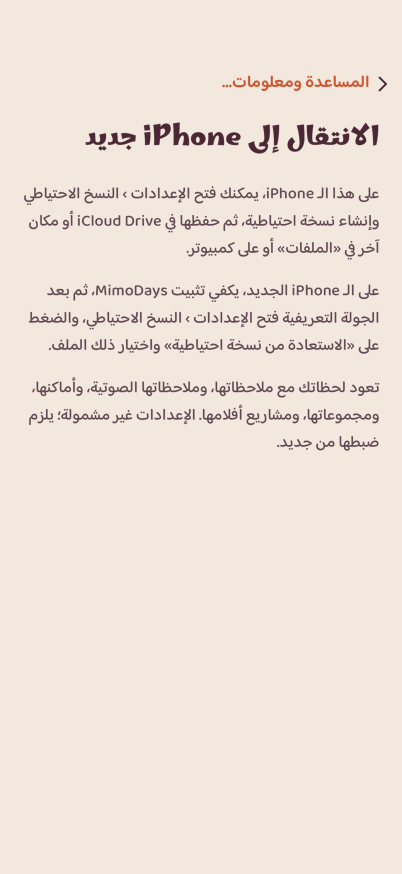 المساعدة ومعلومات...
الانتقال إلى iPhone جديد
على هذا الـ iPhone، يمكنك فتح الإعدادات › النسخ الاحتياطي
وإنشاء نسخة احتياطية، ثم حفظها في iCloud Drive أو مكان
آخر في «الملفات» أو على كمبيوتر.
على الـ iPhone الجديد، يكفي تثبيت MimoDays، ثم بعد
الجولة التعريفية فتح الإعدادات › النسخ الاحتياطي، والضغط
على «الاستعادة من نسخة احتياطية» واختيار ذلك الملف.
تعود لحظاتك مع ملاحظاتها، وملاحظاتها الصوتية، وأماكنها،
ومجموعاتها، ومشاريع أفلامها. الإعدادات غير مشمولة؛ يلزم
ضبطها من جديد.